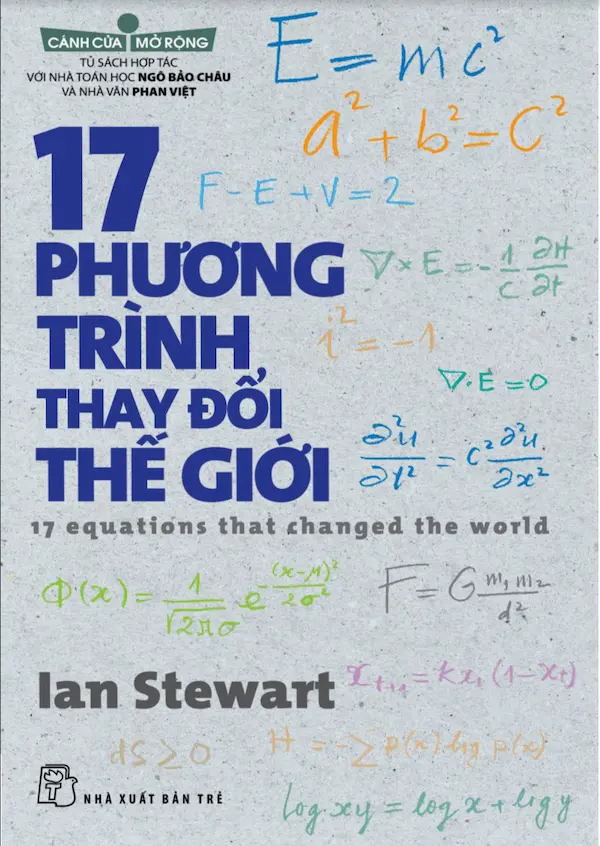 CÁNH CỬA MỞ RỘNG
TỦ SÁCH HỢP TÁC
VỚI NHÀ TOÁN HỌC NGÔ BẢO CHÂU
VÀ NHÀ VĂN PHAN VIỆT
E = mc²
a² + b² = c²
17
F - E + V = 2
PHƯƠNG
∇ × E = - 1/c ∂H/∂t
TRÌNH
i² = -1
∇ · E = 0
THAY ĐỔI
∂²u/∂t² = c² ∂²u/∂x²
THẾ GIỚI
17 equations that changed the world
Φ(x) = 1/√2πσ e^-(x-μ)²/2σ²
F = G m₁ m₂/d²
Ian Stewart
x_t+1 = kx_t (1 - x_t)
dS ≥ 0
H = -∑ p(x) log p(x)
NHÀ XUẤT BẢN TRẺ
log xy = log x + log y